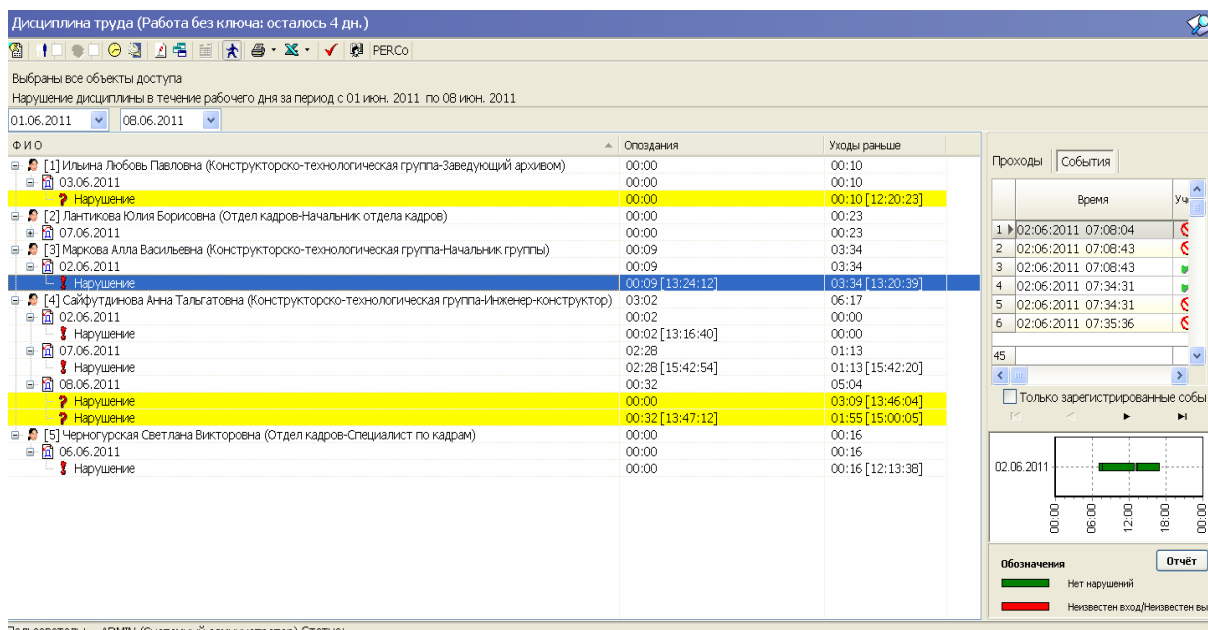 Дисциплина труда (Работа без ключа: осталось 4 дн.)
PERCo
Выбраны все объекты доступа
Нарушение дисциплины в течение рабочего дня за период с 01 июн. 2011 по 08 июн. 2011
01.06.2011 08.06.2011
Ф И О Опоздания Уходы раньше
[1] Ильина Любовь Павловна (Конструкторско-технологическая группа-Заведующий архивом) 00:00 00:10
03.06.2011 00:00 00:10
Нарушение 00:00 00:10 [12:20:23]
[2] Лантикова Юлия Борисовна (Отдел кадров-Начальник отдела кадров) 00:00 00:23
07.06.2011 00:00 00:23
[3] Маркова Алла Васильевна (Конструкторско-технологическая группа-Начальник группы) 00:09 03:34
02.06.2011 00:09 03:34
Нарушение 00:09 [13:24:12] 03:34 [13:20:39]
[4] Сайфутдинова Анна Тальгатовна (Конструкторско-технологическая группа-Инженер-конструктор) 03:02 06:17
02.06.2011 00:02 00:00
Нарушение 00:02 [13:16:40] 00:00
07.06.2011 02:28 01:13
Нарушение 02:28 [15:42:54] 01:13 [15:42:20]
08.06.2011 00:32 05:04
Нарушение 00:00 03:09 [13:46:04]
Нарушение 00:32 [13:47:12] 01:55 [15:00:05]
[5] Черногурская Светлана Викторовна (Отдел кадров-Специалист по кадрам) 00:00 00:16
06.06.2011 00:00 00:16
Нарушение 00:00 00:16 [12:13:38]
Проходы События
Время
1 02:06:2011 07:08:04
2 02:06:2011 07:08:43
3 02:06:2011 07:08:43
4 02:06:2011 07:34:31
5 02:06:2011 07:34:31
6 02:06:2011 07:35:36
45
Только зарегистрированные собы
02.06.2011
00:00 06:00 12:00 18:00 00:00
Обозначения Отчёт
Нет нарушений
Неизвестен вход/Неизвестен вы